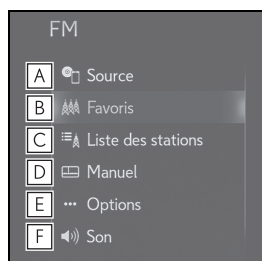 FM
A Source
B Favoris
C Liste des stations
D Manuel
E Options
F Son